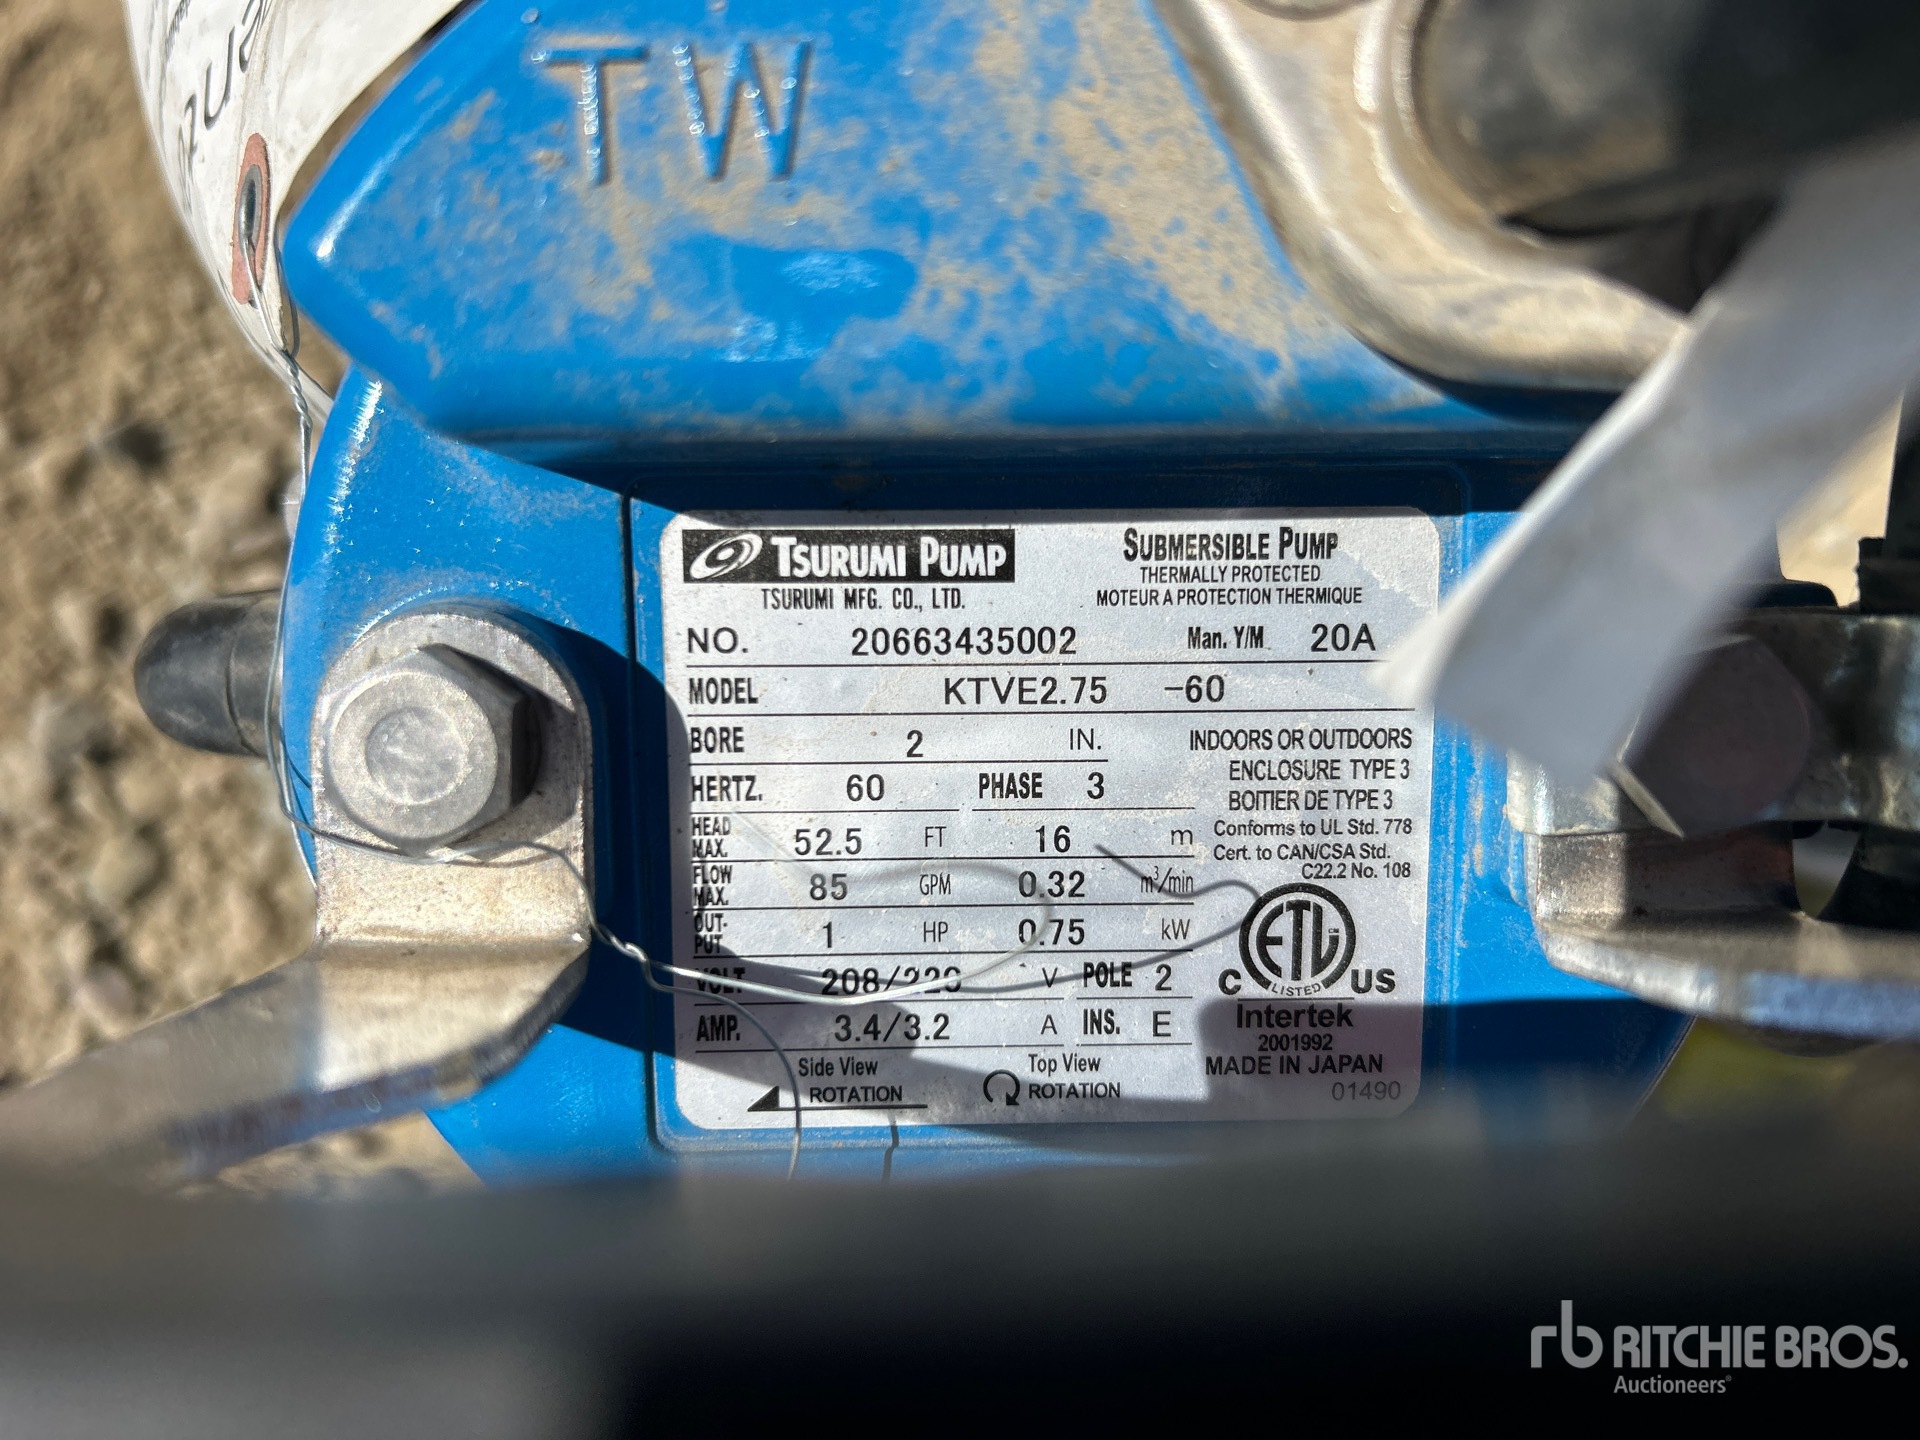 TW
TSURUMI PUMP
TSURUMI MFG. CO., LTD.
SUBMERSIBLE PUMP
THERMALLY PROTECTED
MOTEUR A PROTECTION THERMIQUE
NO. 20663435002 Man. Y/M 20A
MODEL KTVE2.75 -60
BORE 2 IN.
HERTZ. 60 PHASE 3
HEAD MAX. 52.5 FT 16 m
FLOW MAX. 85 GPM 0.32 m³/min
OUT-PUT 1 HP 0.75 kW
VOLT 208/220 V POLE 2
AMP. 3.4/3.2 A INS. E
Side View
ROTATION
Top View
ROTATION
INDOORS OR OUTDOORS
ENCLOSURE TYPE 3
BOITIER DE TYPE 3
Conforms to UL Std. 778
Cert. to CAN/CSA Std.
C22.2 No. 108
ETL
C LISTED US
Intertek
2001992
MADE IN JAPAN
01490
rb RITCHIE BROS.
Auctioneers